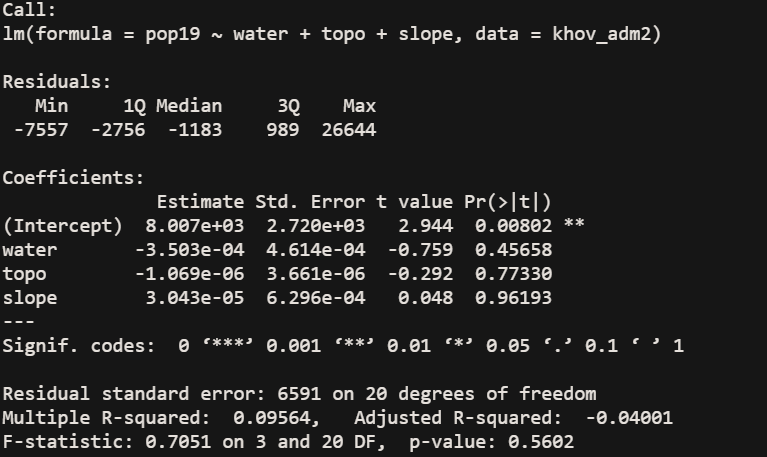 Call:
lm(formula = pop19 ~ water + topo + slope, data = khov_adm2)

Residuals:
   Min     1Q Median     3Q    Max
 -7557  -2756  -1183    989  26644

Coefficients:
              Estimate Std. Error t value Pr(>|t|)
(Intercept)  8.007e+03  2.720e+03   2.944  0.00802 **
water       -3.503e-04  4.614e-04  -0.759  0.45658
topo        -1.069e-06  3.661e-06  -0.292  0.77330
slope        3.043e-05  6.296e-04   0.048  0.96193
---
Signif. codes:  0 ‘***’ 0.001 ‘**’ 0.01 ‘*’ 0.05 ‘.’ 0.1 ‘ ’ 1

Residual standard error: 6591 on 20 degrees of freedom
Multiple R-squared:  0.09564,	Adjusted R-squared:  -0.04001
F-statistic: 0.7051 on 3 and 20 DF,  p-value: 0.5602